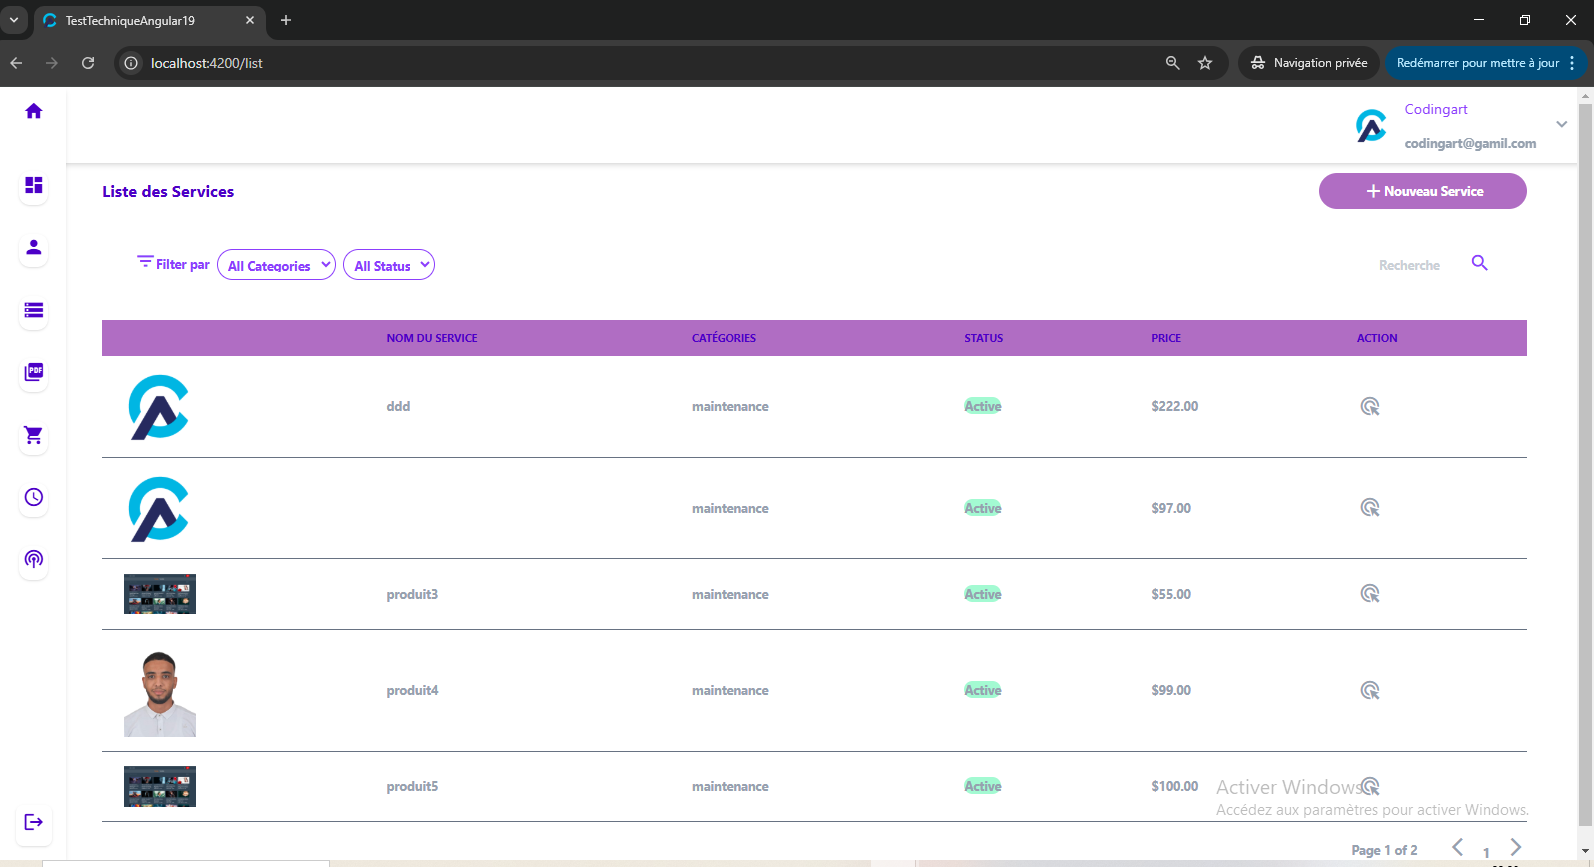 TestTechniqueAngular19
localhost:4200/list
Navigation privée
Redémarrer pour mettre à jour
Codingart
codingart@gamil.com
Liste des Services
Nouveau Service
Filter par
All Categories
All Status
Recherche
NOM DU SERVICE CATÉGORIES STATUS PRICE ACTION
ddd maintenance Active $222.00
maintenance Active $97.00
produit3 maintenance Active $55.00
produit4 maintenance Active $99.00
produit5 maintenance Active $100.00
PDF
Activer Windows
Accédez aux paramètres pour activer Windows.
Page 1 of 2
1